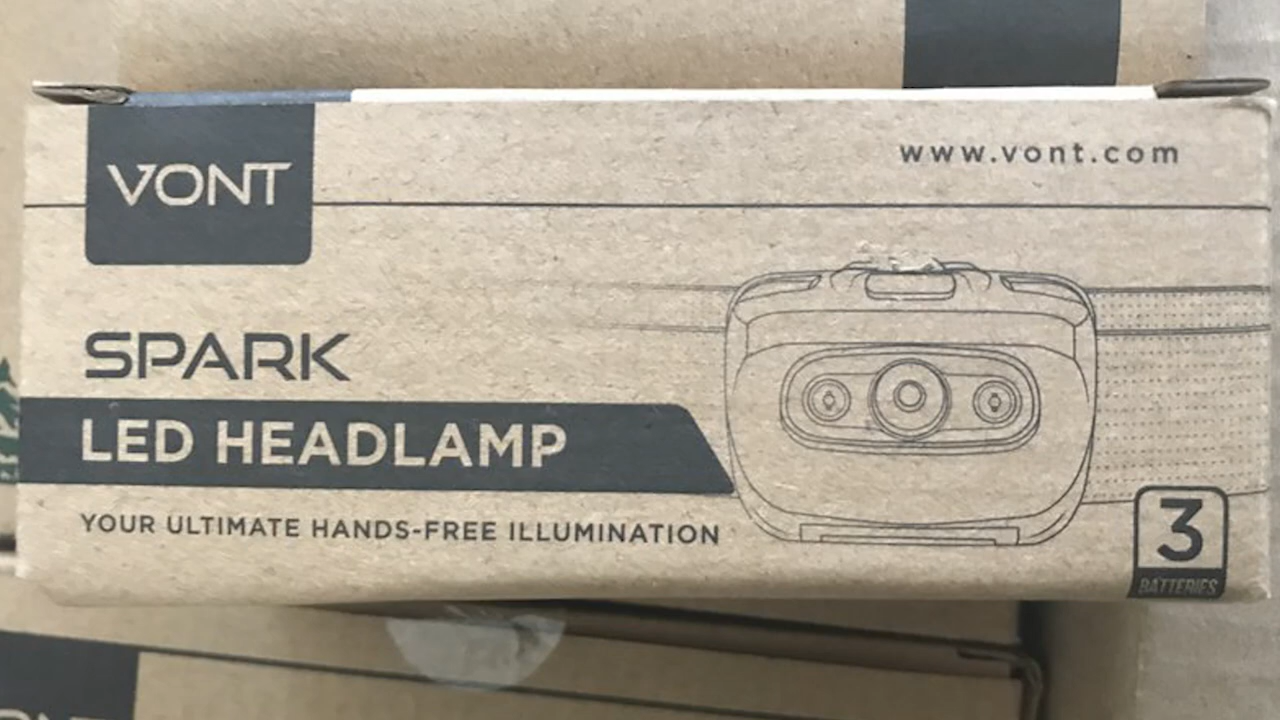 VONT
www.vont.com
SPARK
LED HEADLAMP
YOUR ULTIMATE HANDS-FREE ILLUMINATION
3
BATTERIES